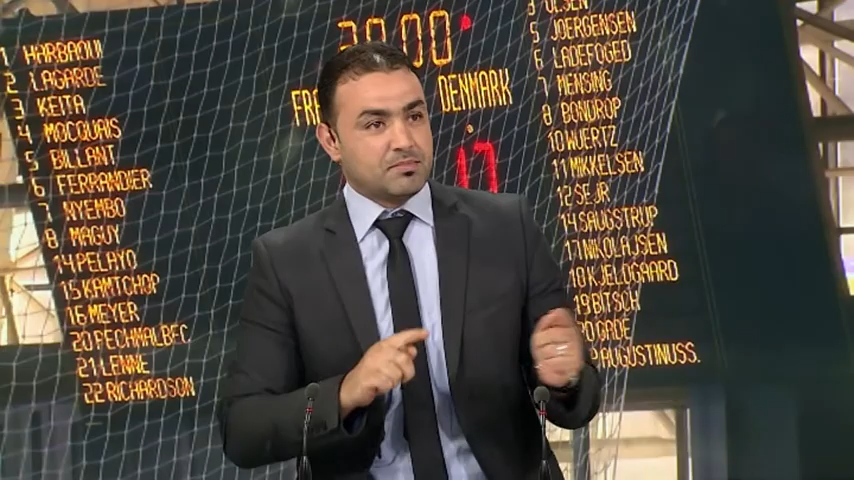 1 HARBAOUI
2 LAGARDE
3 KEITA
4 MOCQUAIS
5 BILLANT
6 FERRANDIER
7 NYEMBO
8 MAGUY
14 PELAYO
15 KAMTCHOP
16 MEYER
20 PECHMALBEC
21 LENNE
22 RICHARDSON
DENMARK
17
OLSEN
5 JOERGENSEN
6 LADEFOGED
7 MENSING
8 BONDROP
10 WUERTZ
11 MIKKELSEN
12 SEJR
14 SAUGSTRUP
17 NIKOLAJSEN
18 KJELDGAARD
19 BITSCH
20 GADE
AUGUSTINUSS.